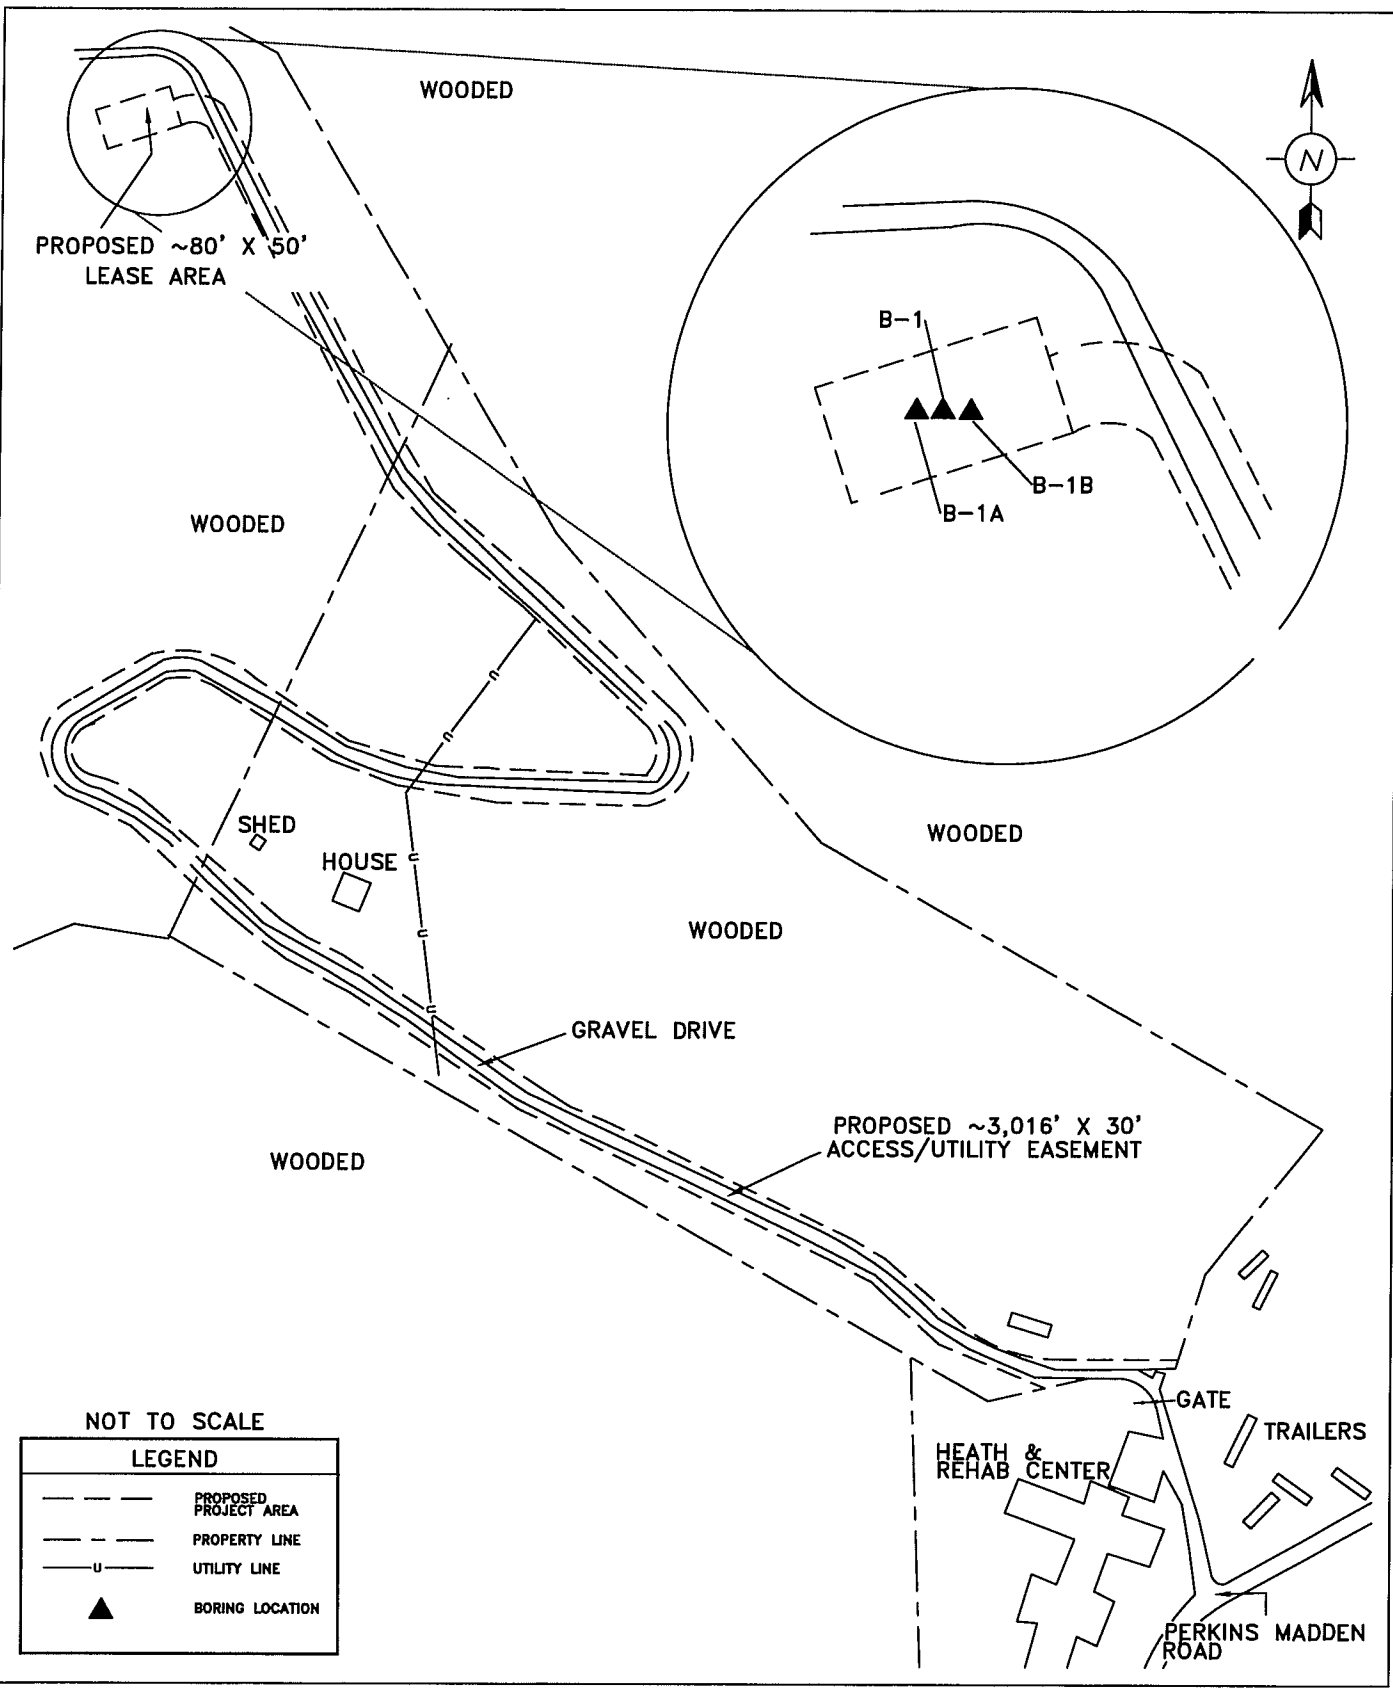 WOODED
N
PROPOSED ~80' X 50'
LEASE AREA
B-1
B-1B
B-1A
WOODED
U
U
SHED
HOUSE
U
U
U
WOODED
WOODED
GRAVEL DRIVE
PROPOSED ~3,016' X 30'
ACCESS/UTILITY EASEMENT
WOODED
GATE
TRAILERS
HEATH &
REHAB CENTER
PERKINS MADDEN
ROAD
NOT TO SCALE
LEGEND
PROPOSED
PROJECT AREA
PROPERTY LINE
U
UTILITY LINE
BORING LOCATION